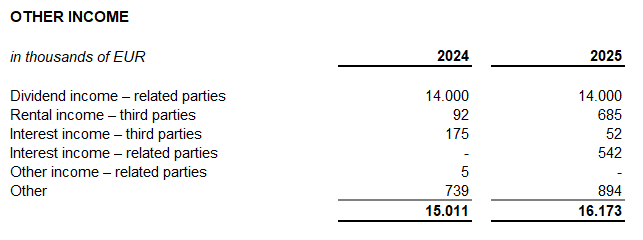 OTHER INCOME
in thousands of EUR 2024 2025
Dividend income – related parties 14.000 14.000
Rental income – third parties 92 685
Interest income – third parties 175 52
Interest income – related parties - 542
Other income – related parties 5 -
Other 739 894
15.011 16.173